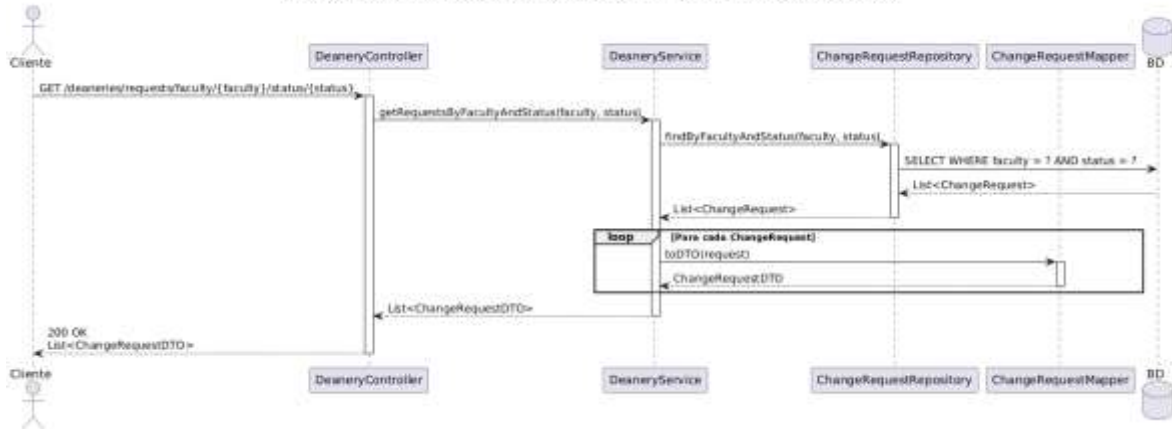 Cliente
DeaneryController
DeaneryService
ChangeRequestRepository
ChangeRequestMapper
BD
GET /deaneries/requests/faculty/{faculty}/status/{status}
getRequestsByFacultyAndStatus(faculty, status)
findByFacultyAndStatus(faculty, status)
SELECT WHERE faculty = ? AND status = ?
List<ChangeRequest>
List<ChangeRequest>
loop
[Para cada ChangeRequest]
toDTO(request)
ChangeRequestDTO
List<ChangeRequestDTO>
200 OK
List<ChangeRequestDTO>
Cliente
DeaneryController
DeaneryService
ChangeRequestRepository
ChangeRequestMapper
BD